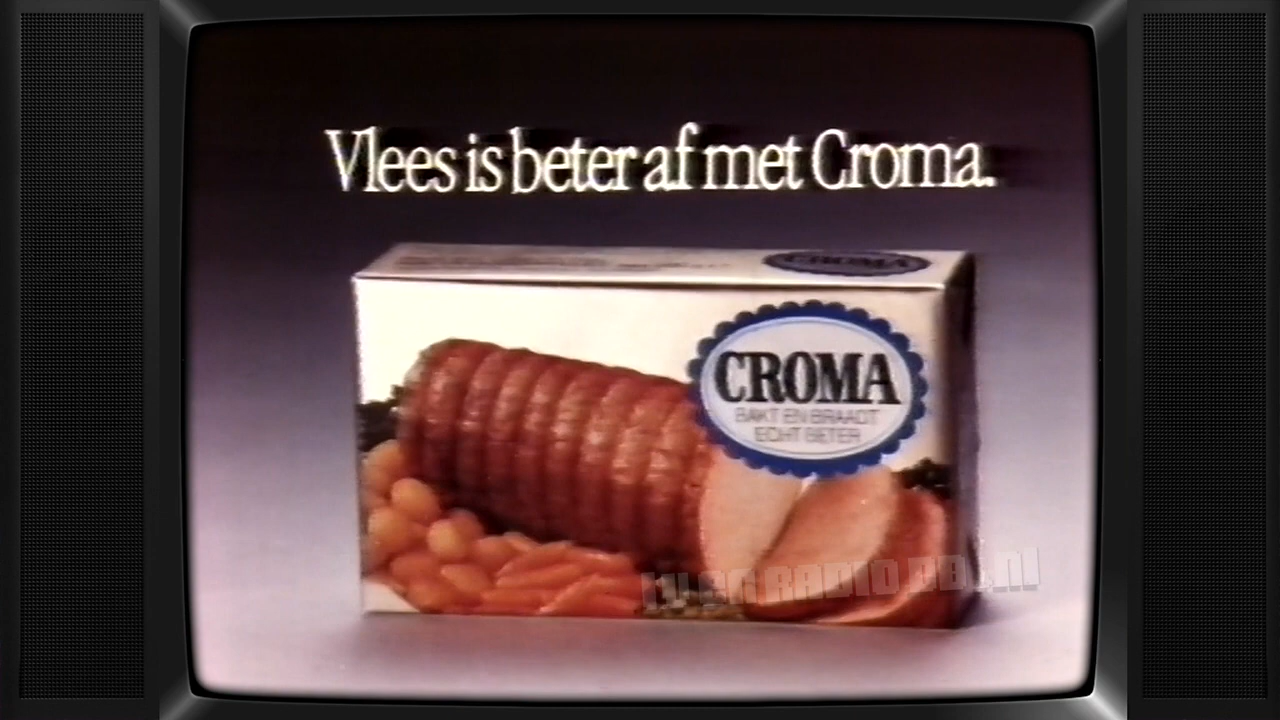 Vlees is beter af met Croma.
CROMA
CROMA
BAKT EN BRAADT
ECHT BETER